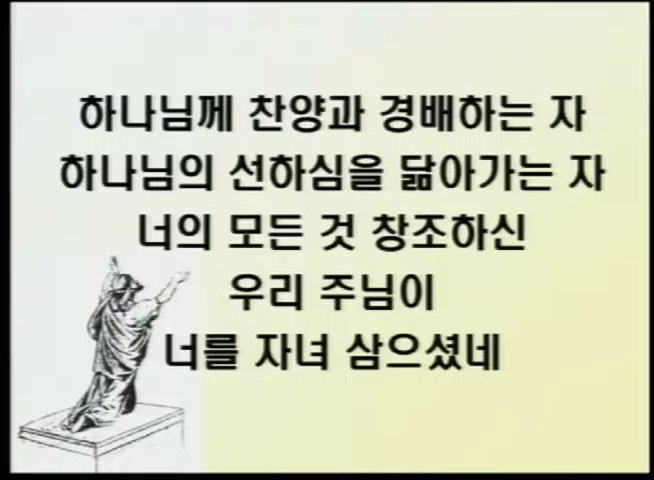 하나님께 찬양과 경배하는 자
하나님의 선하심을 닮아가는 자
너의 모든 것 창조하신
우리 주님이
너를 자녀 삼으셨네